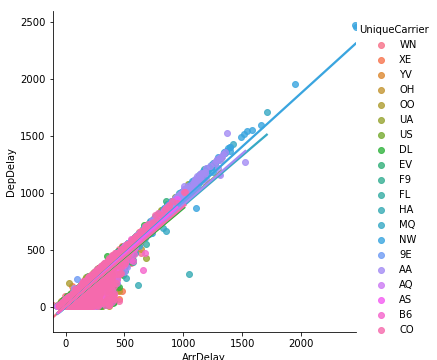 2500
2000
1500
1000
500
0
DepDelay
0
500
1000
1500
2000
ArrDelay
UniqueCarrier
WN
XE
YV
OH
OO
UA
US
DL
EV
F9
FL
HA
MQ
NW
9E
AA
AQ
AS
B6
CO